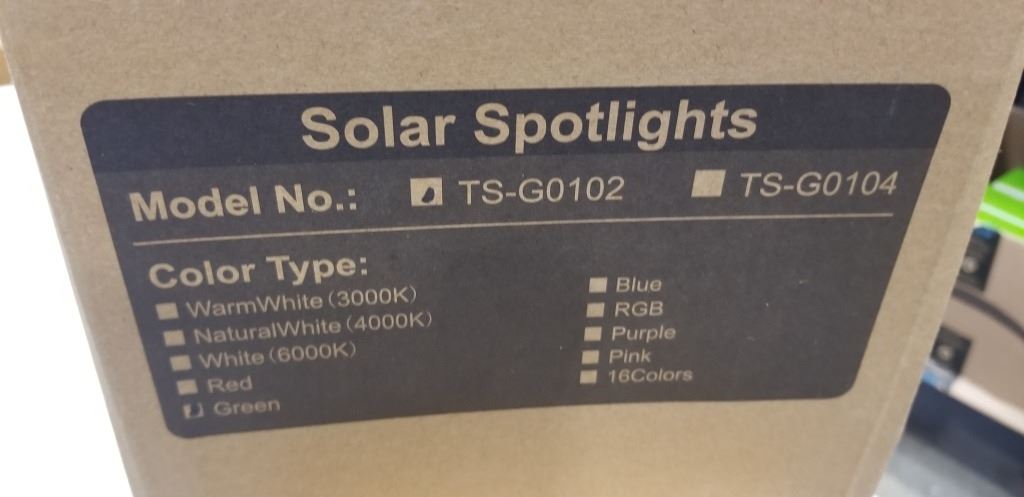 Solar Spotlights
Model No.: TS-G0102 TS-G0104
Color Type:
WarmWhite (3000K)
NaturalWhite (4000K)
White (6000K)
Red
Green
Blue
RGB
Purple
Pink
16Colors